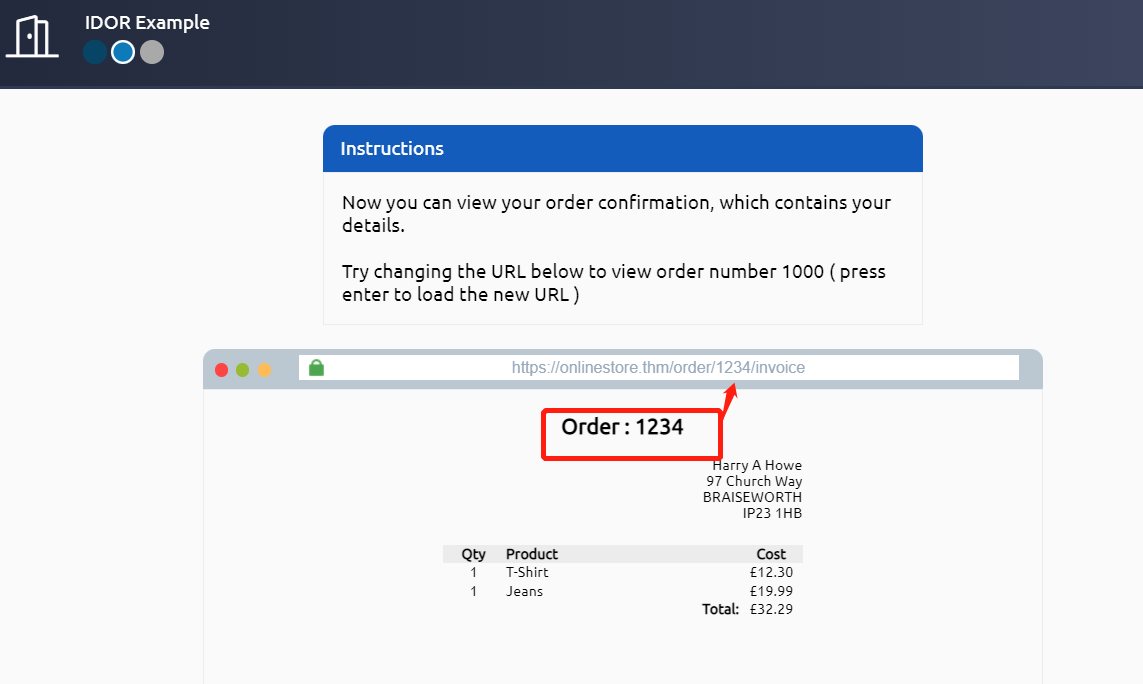 IDOR Example
Instructions
Now you can view your order confirmation, which contains your
details.
Try changing the URL below to view order number 1000 ( press
enter to load the new URL )
https://onlinestore.thm/order/1234/invoice
Order : 1234
Harry A Howe
97 Church Way
BRAISEWORTH
IP23 1HB
Qty Product Cost
1 T-Shirt £12.30
1 Jeans £19.99
Total: £32.29